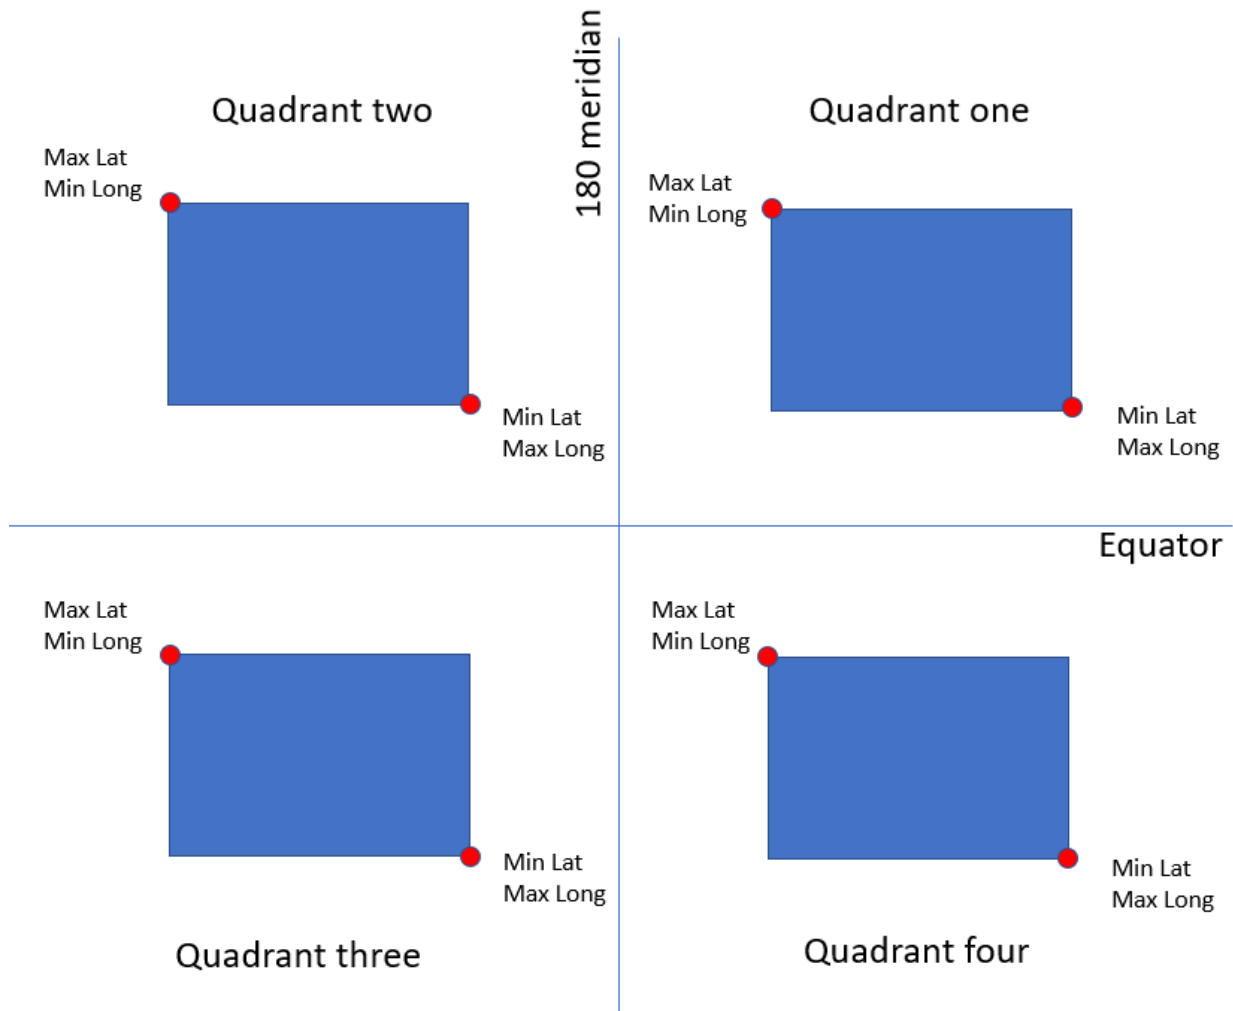 180 meridian
Quadrant two
Quadrant one
Max Lat
Min Long
Max Lat
Min Long
Min Lat
Max Long
Min Lat
Max Long
Equator
Max Lat
Min Long
Max Lat
Min Long
Min Lat
Max Long
Min Lat
Max Long
Quadrant three
Quadrant four